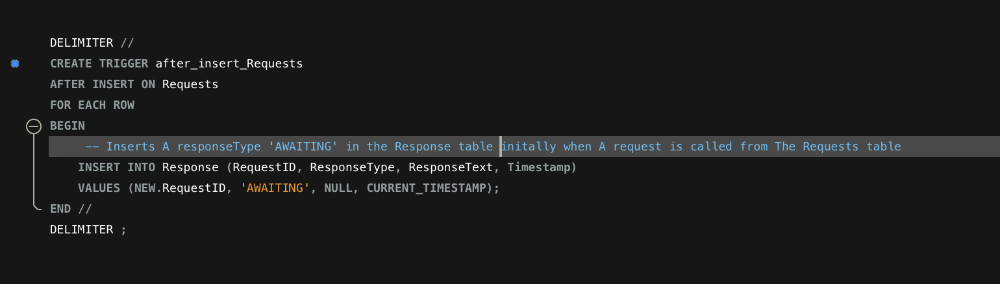 DELIMITER //
CREATE TRIGGER after_insert_Requests
AFTER INSERT ON Requests
FOR EACH ROW
BEGIN
-- Inserts A responseType 'AWAITING' in the Response table initally when A request is called from The Requests table
INSERT INTO Response (RequestID, ResponseType, ResponseText, Timestamp)
VALUES (NEW.RequestID, 'AWAITING', NULL, CURRENT_TIMESTAMP);
END //
DELIMITER ;